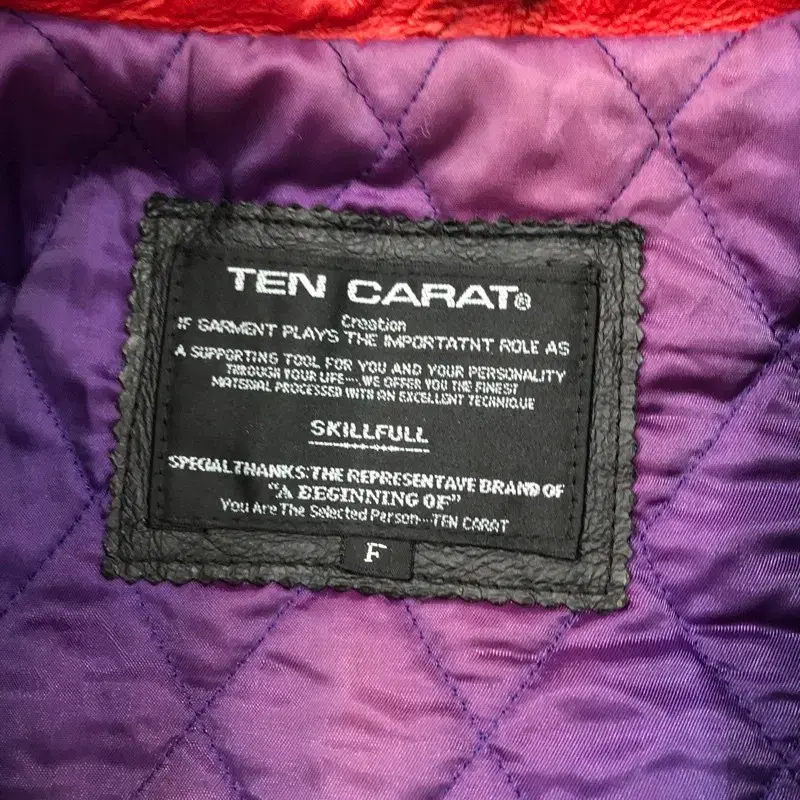 TEN CARAT®
Creation
IF GARMENT PLAYS THE IMPORTATNT ROLE AS
A SUPPORTING TOOL FOR YOU AND YOUR PERSONALITY
THROUGH YOUR LIFE····WE OFFER YOU THE FINEST
MATERIAL PROCESSED WITH AN EXCELLENT TECHNIQUE
SKILLFULL
SPECIAL THANKS:THE REPRESENTAVE BRAND OF
"A BEGINNING OF"
You Are The Selected Person····TEN CARAT
F